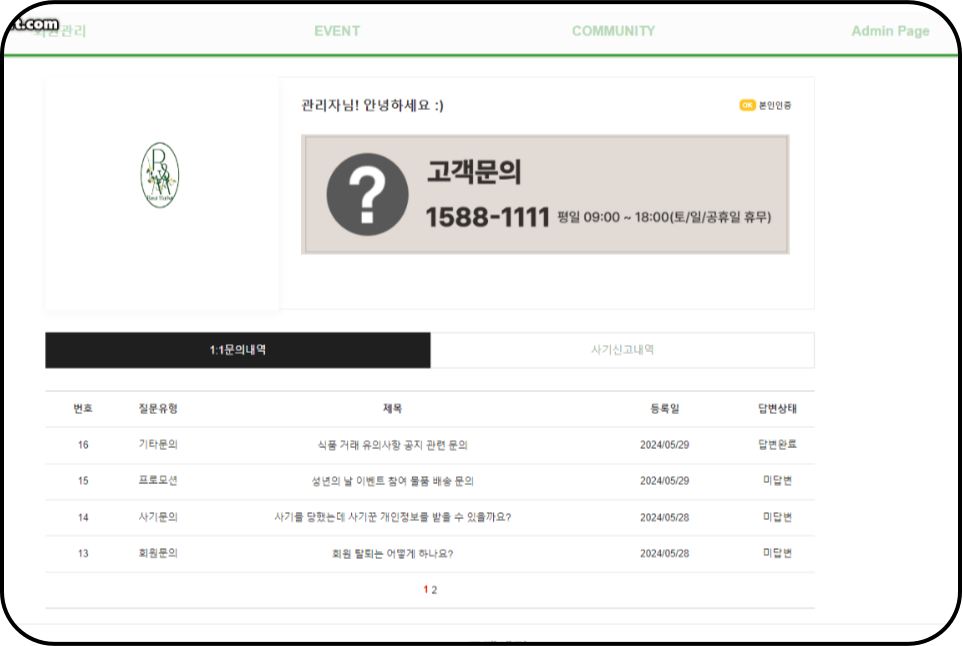 t.com
회원관리 EVENT COMMUNITY Admin Page
관리자님! 안녕하세요 :)
OK 본인인증
고객문의
1588-1111 평일 09:00 ~ 18:00(토/일/공휴일 휴무)
1:1문의내역 사기신고내역
번호 질문유형 제목 등록일 답변상태
16 기타문의 식품 거래 유의사항 공지 관련 문의 2024/05/29 답변완료
15 프로모션 성년의 날 이벤트 참여 물품 배송 문의 2024/05/29 미답변
14 사기문의 사기를 당했는데 사기꾼 개인정보를 받을 수 있을까요? 2024/05/28 미답변
13 회원문의 회원 탈퇴는 어떻게 하나요? 2024/05/28 미답변
1 2